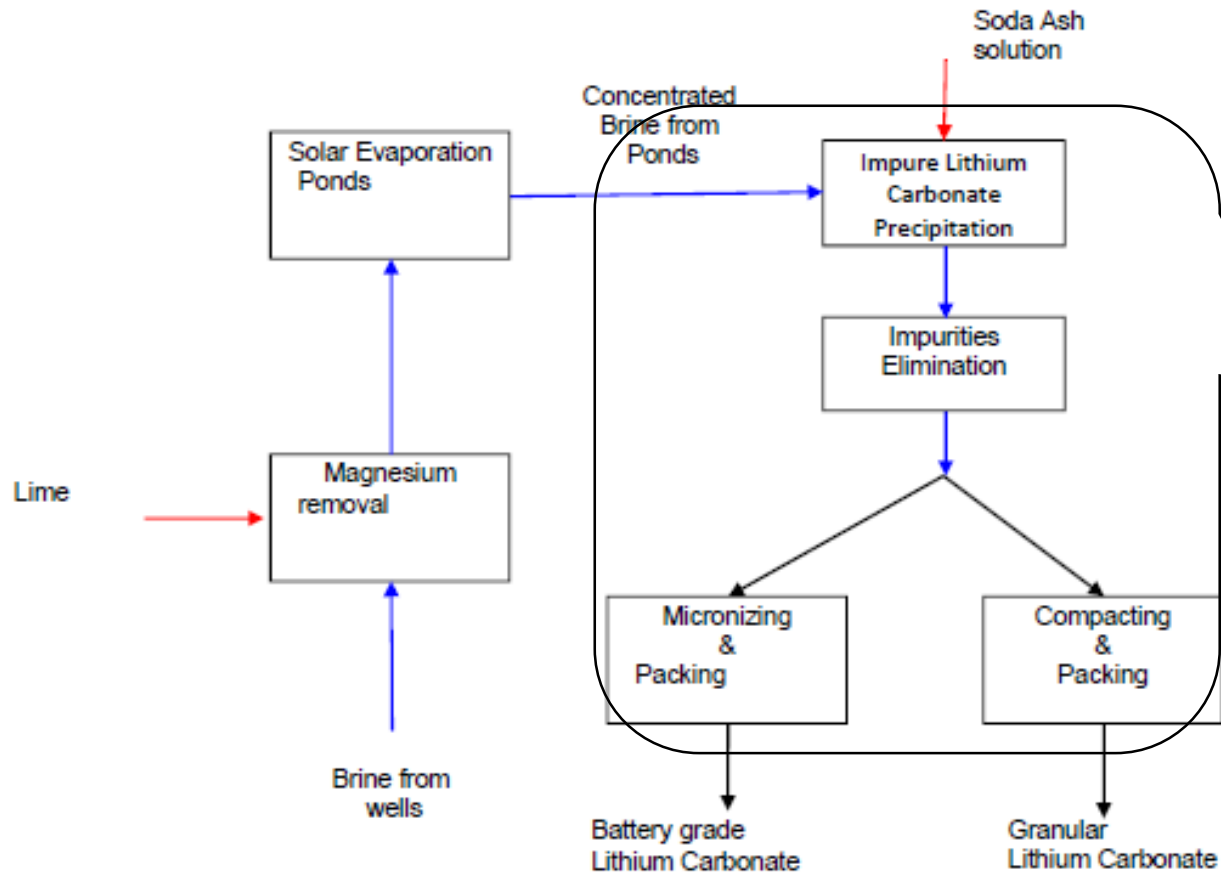 Soda Ash
solution
Concentrated
Brine from
Ponds
Solar Evaporation
Ponds
Impure Lithium
Carbonate
Precipitation
Impurities
Elimination
Magnesium
removal
Lime
Micronizing
&
Packing
Compacting
&
Packing
Brine from
wells
Battery grade
Lithium Carbonate
Granular
Lithium Carbonate